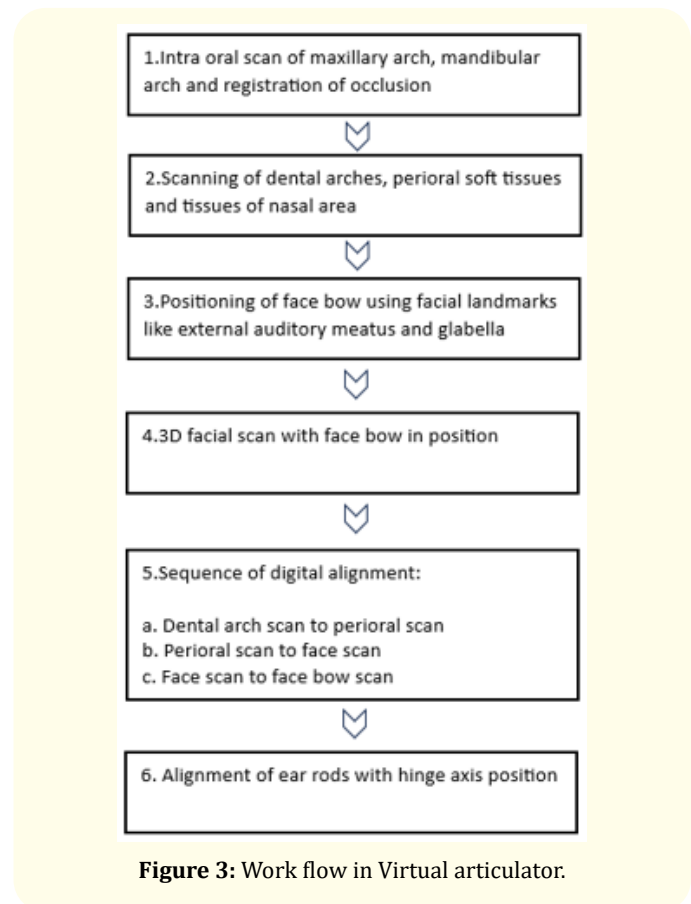 1.Intra oral scan of maxillary arch, mandibular
arch and registration of occlusion
2.Scanning of dental arches, perioral soft tissues
and tissues of nasal area
3.Positioning of face bow using facial landmarks
like external auditory meatus and glabella
4.3D facial scan with face bow in position
5.Sequence of digital alignment:
a. Dental arch scan to perioral scan
b. Perioral scan to face scan
c. Face scan to face bow scan
6. Alignment of ear rods with hinge axis position
Figure 3: Work flow in Virtual articulator.